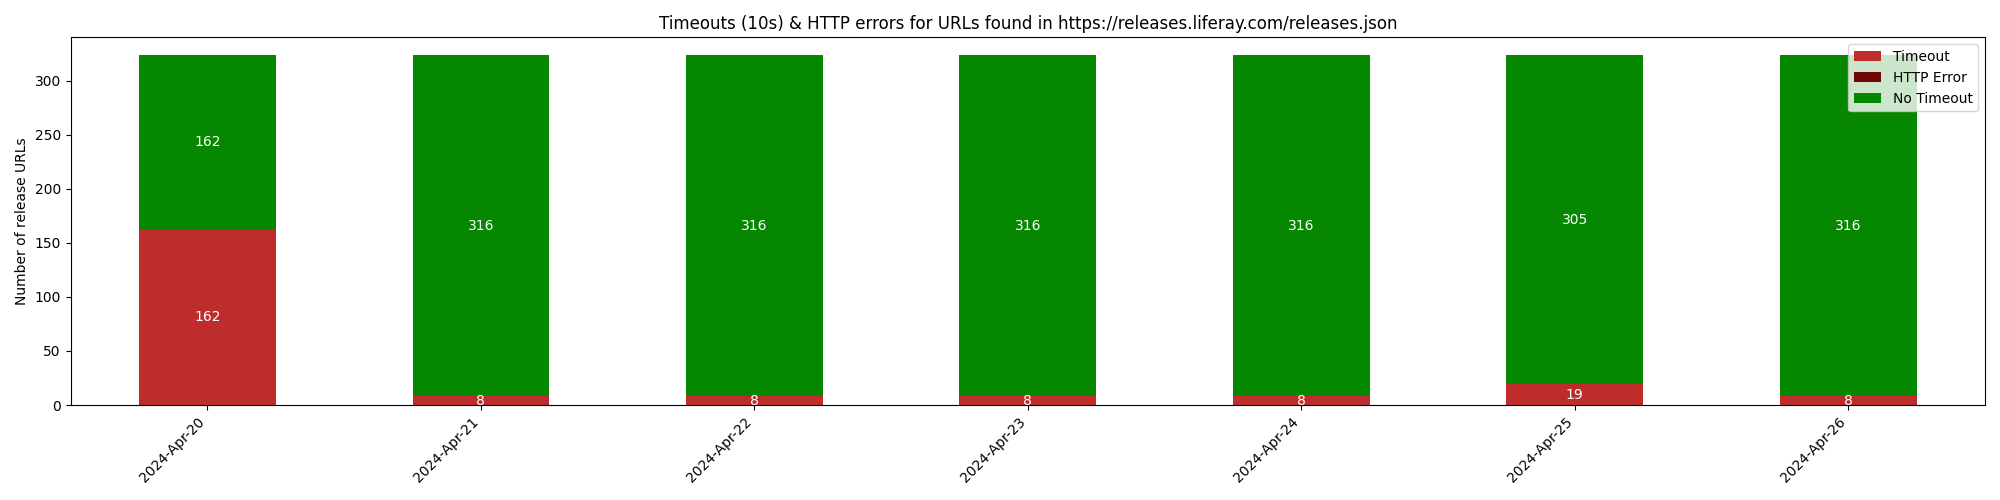 Timeouts (10s) & HTTP errors for URLs found in https://releases.liferay.com/releases.json
Timeout
HTTP Error
No Timeout
Number of release URLs
300
250
200
150
100
50
0
162
316
316
316
316
305
316
162
8
8
8
8
19
8
2024-Apr-20
2024-Apr-21
2024-Apr-22
2024-Apr-23
2024-Apr-24
2024-Apr-25
2024-Apr-26